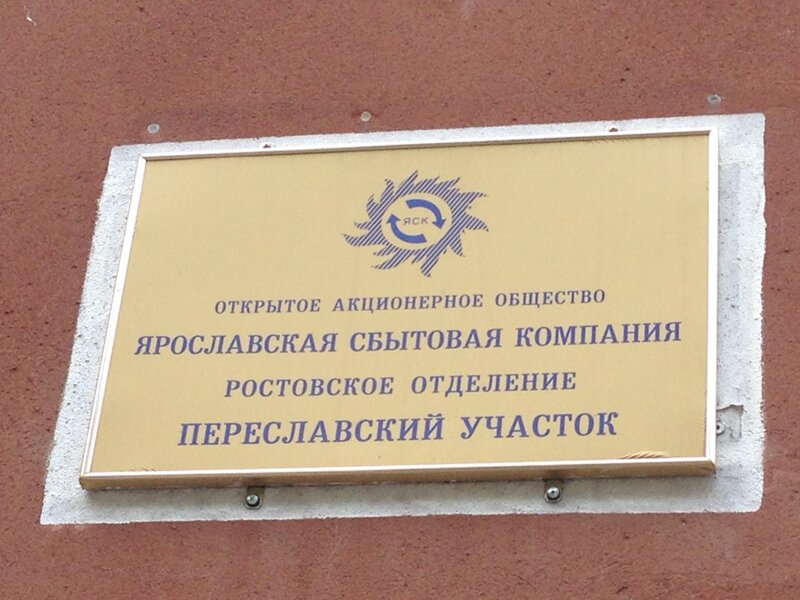 ЯСК
ОТКРЫТОЕ АКЦИОНЕРНОЕ ОБЩЕСТВО
ЯРОСЛАВСКАЯ СБЫТОВАЯ КОМПАНИЯ
РОСТОВСКОЕ ОТДЕЛЕНИЕ
ПЕРЕСЛАВСКИЙ УЧАСТОК